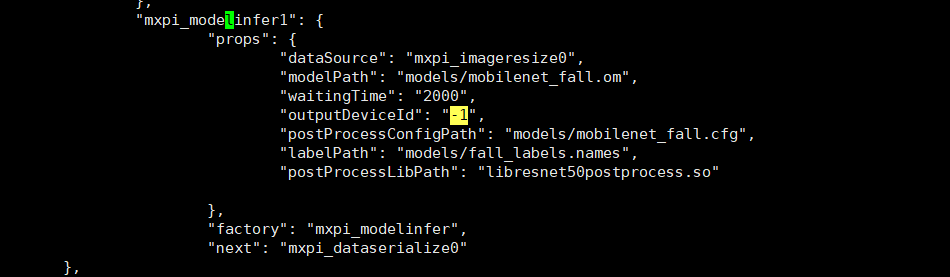 },
"mxpi_modelinfer1": {
"props": {
"dataSource": "mxpi_imageresize0",
"modelPath": "models/mobilenet_fall.om",
"waitingTime": "2000",
"outputDeviceId": "-1",
"postProcessConfigPath": "models/mobilenet_fall.cfg",
"labelPath": "models/fall_labels.names",
"postProcessLibPath": "libresnet50postprocess.so"
},
"factory": "mxpi_modelinfer",
"next": "mxpi_dataserialize0"
},